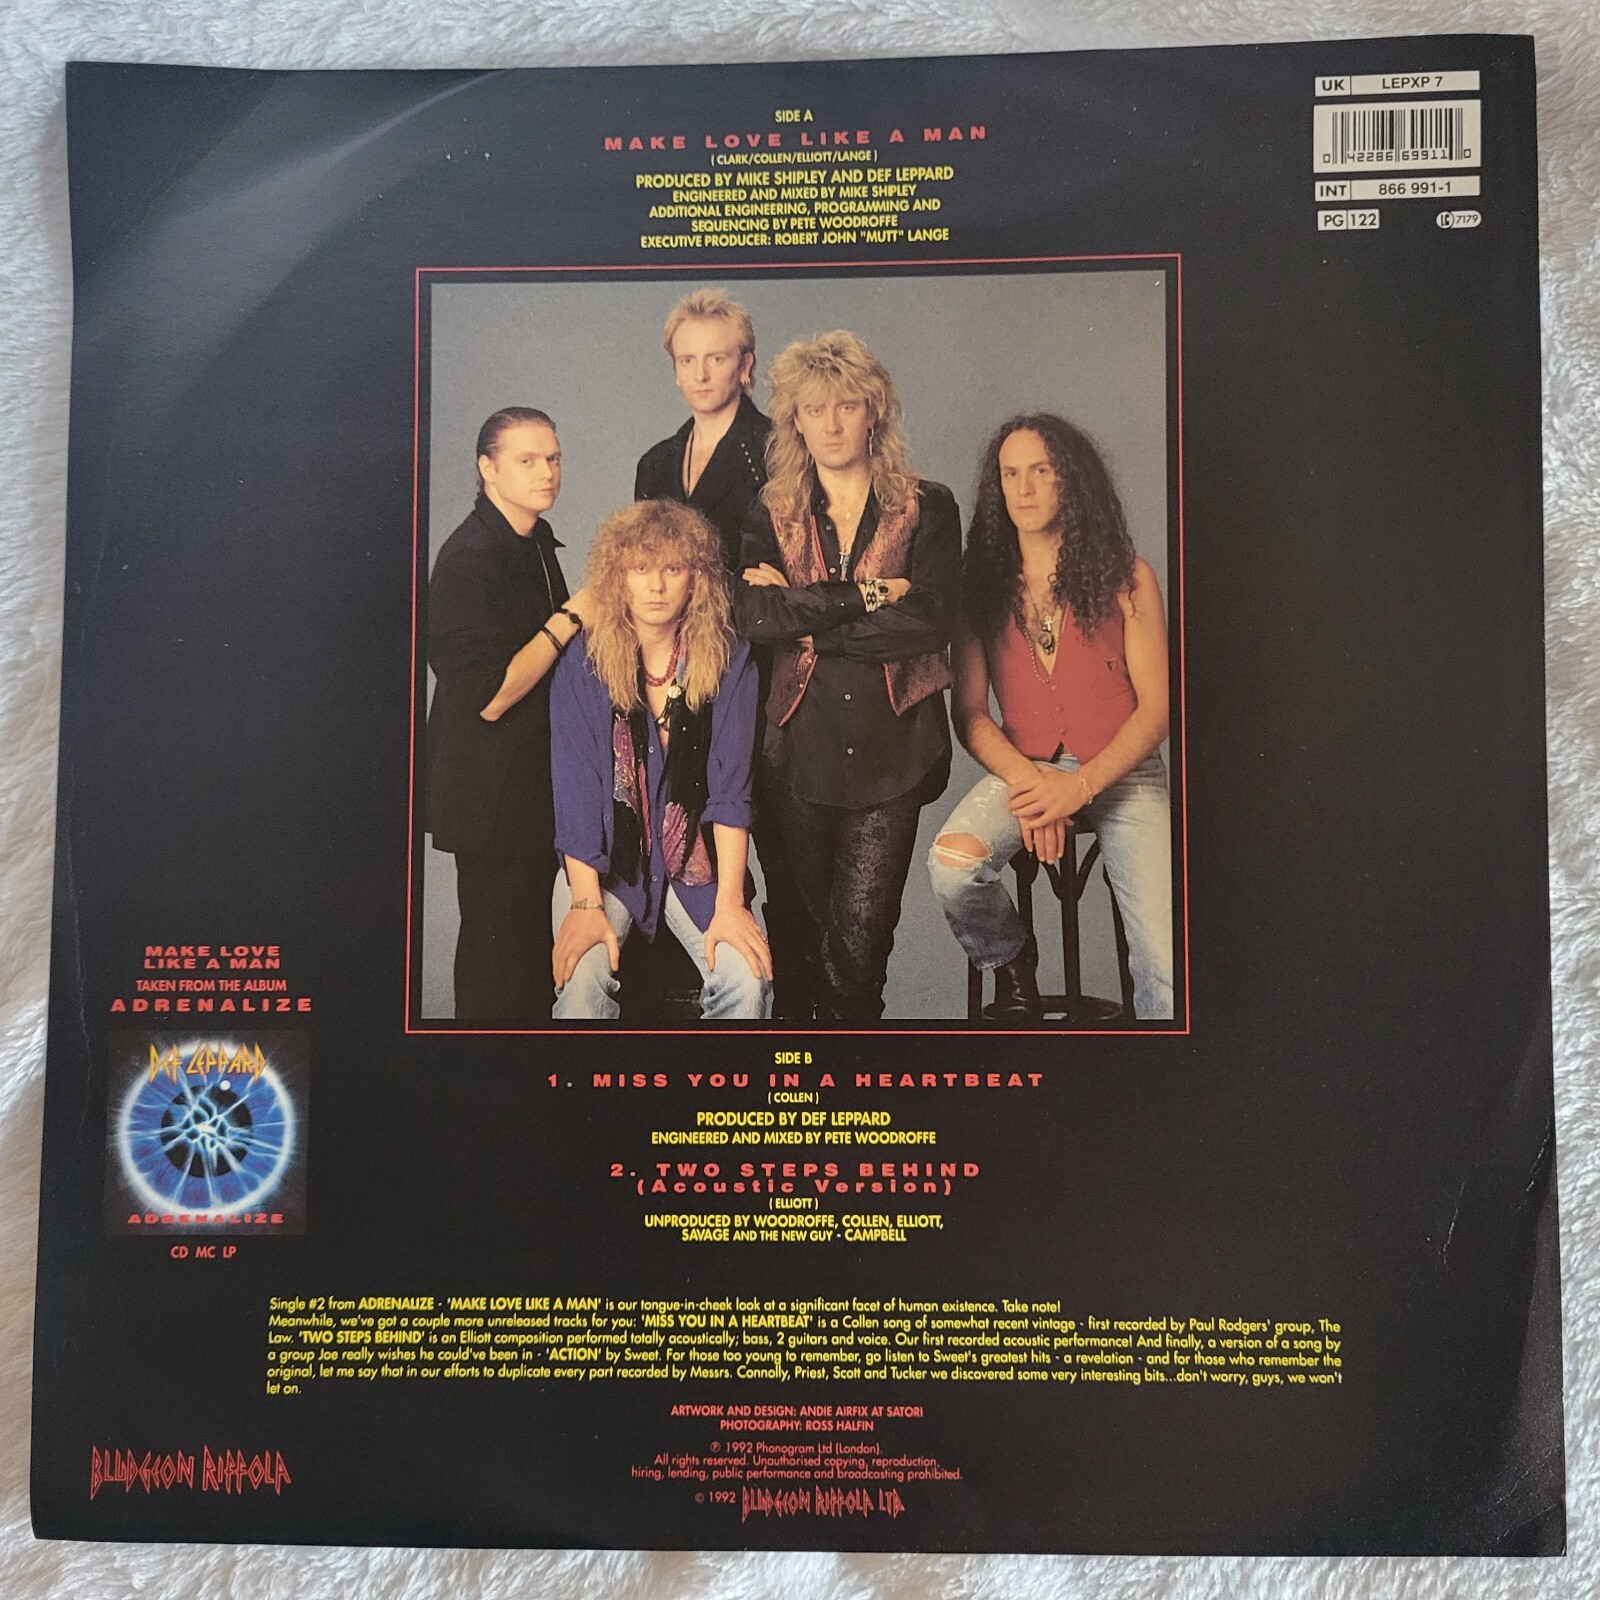 UK LEPXP 7
0 42286 69911 0
INT 866 991-1
PG 122
LC 7179
SIDE A
MAKE LOVE LIKE A MAN
( CLARK/COLLEN/ELLIOTT/LANGE )
PRODUCED BY MIKE SHIPLEY AND DEF LEPPARD
ENGINEERED AND MIXED BY MIKE SHIPLEY
ADDITIONAL ENGINEERING, PROGRAMMING AND
SEQUENCING BY PETE WOODROFFE
EXECUTIVE PRODUCER: ROBERT JOHN "MUTT" LANGE
MAKE LOVE
LIKE A MAN
TAKEN FROM THE ALBUM
ADRENALIZE
DEF LEPPARD
ADRENALIZE
CD MC LP
SIDE B
1. MISS YOU IN A HEARTBEAT
( COLLEN )
PRODUCED BY DEF LEPPARD
ENGINEERED AND MIXED BY PETE WOODROFFE
2. TWO STEPS BEHIND
(Acoustic Version)
( ELLIOTT )
UNPRODUCED BY WOODROFFE, COLLEN, ELLIOTT,
SAVAGE AND THE NEW GUY - CAMPBELL
Single #2 from ADRENALIZE - 'MAKE LOVE LIKE A MAN' is our tongue-in-cheek look at a significant facet of human existence. Take note!
Meanwhile, we've got a couple more unreleased tracks for you: 'MISS YOU IN A HEARTBEAT' is a Collen song of somewhat recent vintage - first recorded by Paul Rodgers' group, The
Law. 'TWO STEPS BEHIND' is an Elliott composition performed totally acoustically; bass, 2 guitars and voice. Our first recorded acoustic performance! And finally, a version of a song by
a group Joe really wishes he could've been in - 'ACTION' by Sweet. For those too young to remember, go listen to Sweet's greatest hits - a revelation - and for those who remember the
original, let me say that in our efforts to duplicate every part recorded by Messrs. Connolly, Priest, Scott and Tucker we discovered some very interesting bits...don't worry, guys, we won't
let on.
ARTWORK AND DESIGN: ANDIE AIRFIX AT SATORI
PHOTOGRAPHY: ROSS HALFIN
℗ 1992 Phonogram Ltd (London).
All rights reserved. Unauthorised copying, reproduction,
hiring, lending, public performance and broadcasting prohibited.
© 1992 BLUDGEON RIFFOLA LTD.
BLUDGEON RIFFOLA